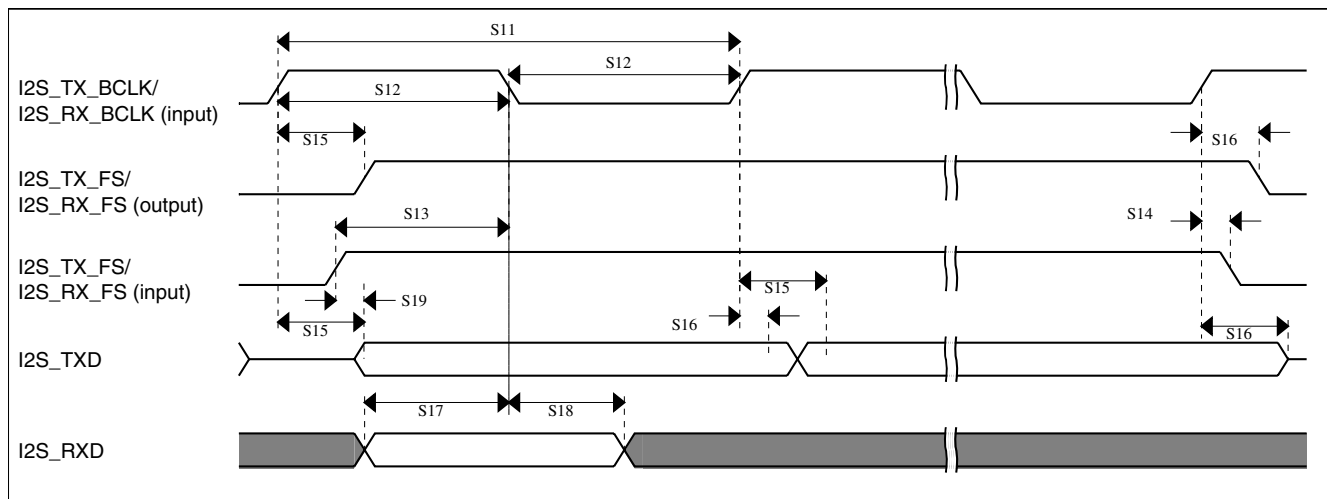 S11
I2S_TX_BCLK/
I2S_RX_BCLK (input)
S12
S12
S15
S16
I2S_TX_FS/
I2S_RX_FS (output)
S13
S14
I2S_TX_FS/
I2S_RX_FS (input)
S15
S19
S16
S15
S16
I2S_TXD
S17
S18
I2S_RXD